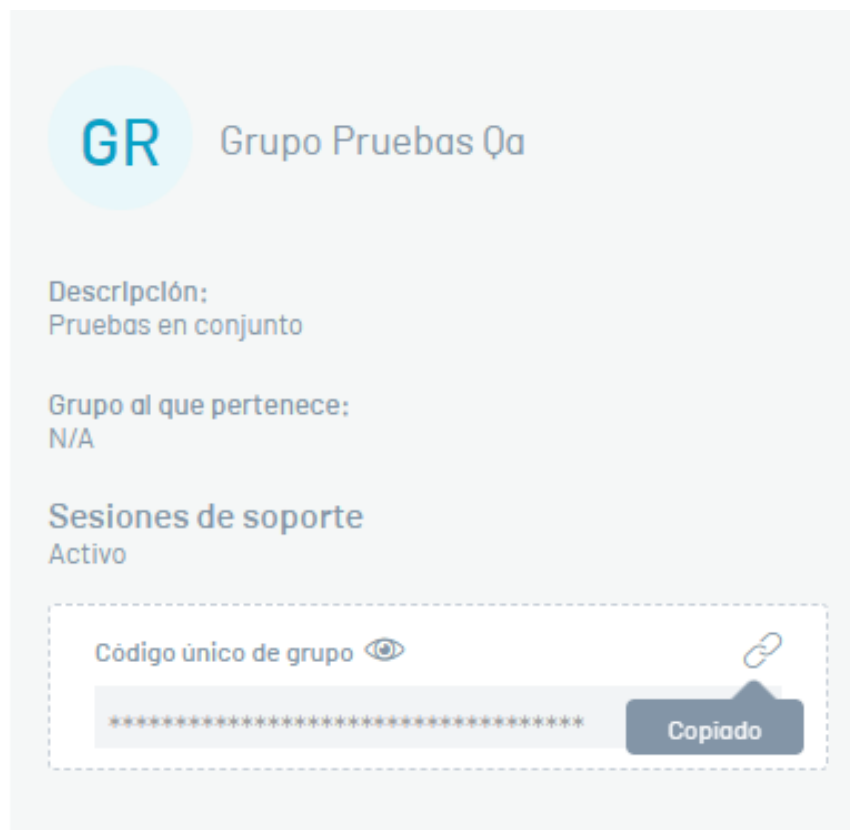 GR
Grupo Pruebas Qa
Descripción:
Pruebas en conjunto
Grupo al que pertenece:
N/A
Sesiones de soporte
Activo
Código único de grupo
************************************
Copiado